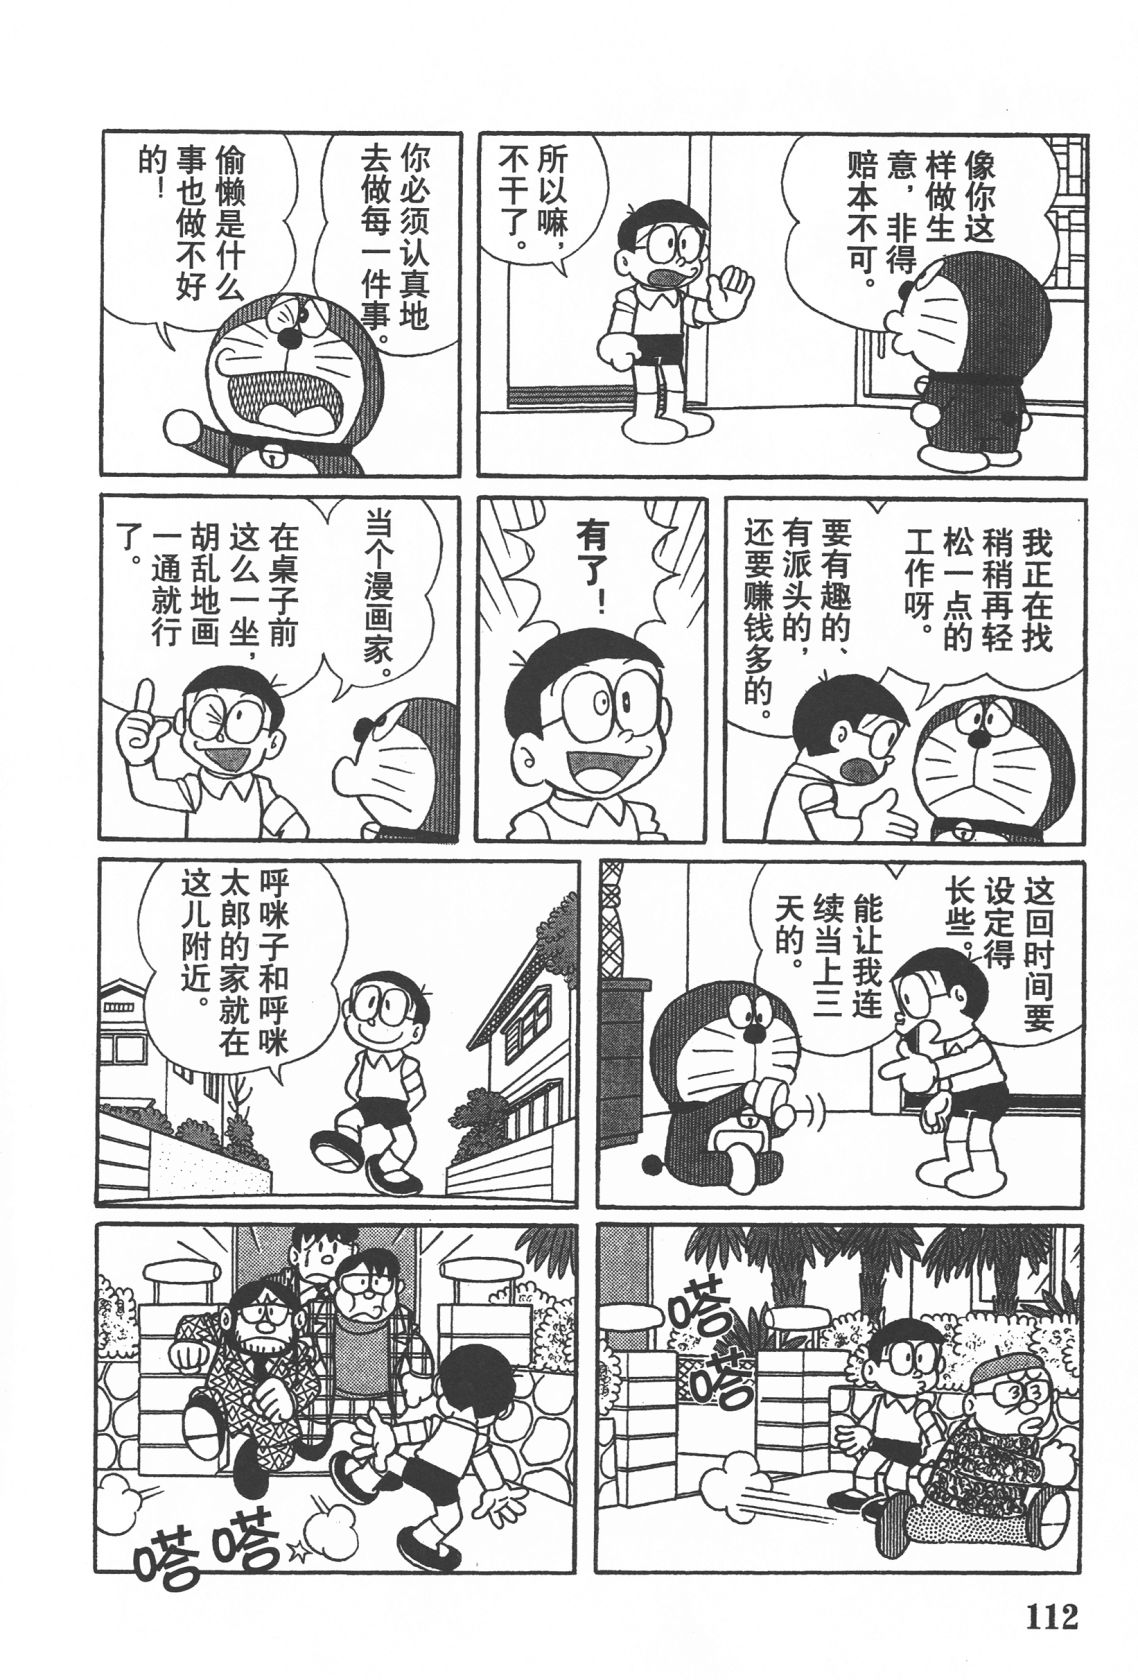 像你这
样做生
意，非得
赔本不可。
所以嘛，
不干了。
你必须认真地
去做每一件事。
偷懒是什么
事也做不好
的！
我正在找
稍稍再轻
松一点的
工作呀。
要有趣的、
有派头的，
还要赚钱多的。
有了！
当个漫画家。
在桌子前
这么一坐，
胡乱地画
一通就行
了。
这回时间要
设定得
长些。
能让我连
续当上三
天的。
呼咪子和呼咪
太郎的家就在
这儿附近。
嗒
嗒
嗒
嗒
112